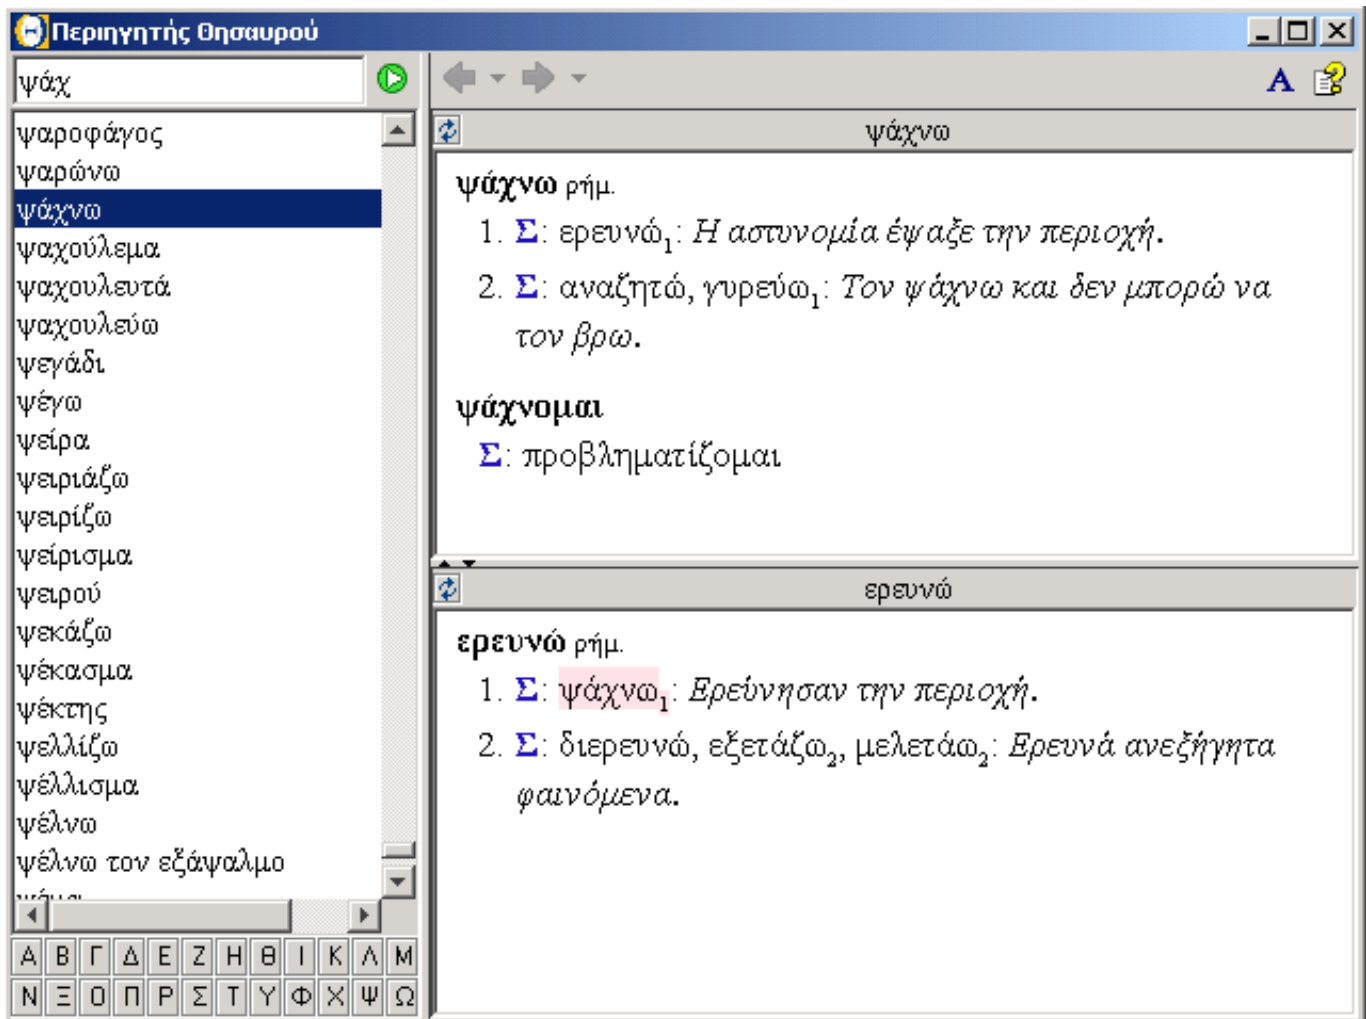 Περιηγητής Θησαυρού
ψάχ
ψαροφάγος
ψαρώνω
ψάχνω
ψαχούλεμα
ψαχουλευτά
ψαχουλεύω
ψεγάδι
ψέγω
ψείρα
ψειριάζω
ψειρίζω
ψείρισμα
ψειρού
ψεκάζω
ψέκασμα
ψέκτης
ψελλίζω
ψέλλισμα
ψέλνω
ψέλνω τον εξάψαλμο
Α Β Γ Δ Ε Ζ Η Θ Ι Κ Λ Μ
Ν Ξ Ο Π Ρ Σ Τ Υ Φ Χ Ψ Ω
A
ψάχνω
ψάχνω ρήμ.
1. Σ: ερευνώ1: Η αστυνομία έψαξε την περιοχή.
2. Σ: αναζητώ, γυρεύω1: Τον ψάχνω και δεν μπορώ να
τον βρω.
ψάχνομαι
Σ: προβληματίζομαι
ερευνώ
ερευνώ ρήμ.
1. Σ: ψάχνω1: Ερεύνησαν την περιοχή.
2. Σ: διερευνώ, εξετάζω2, μελετάω2: Ερευνά ανεξήγητα
φαινόμενα.